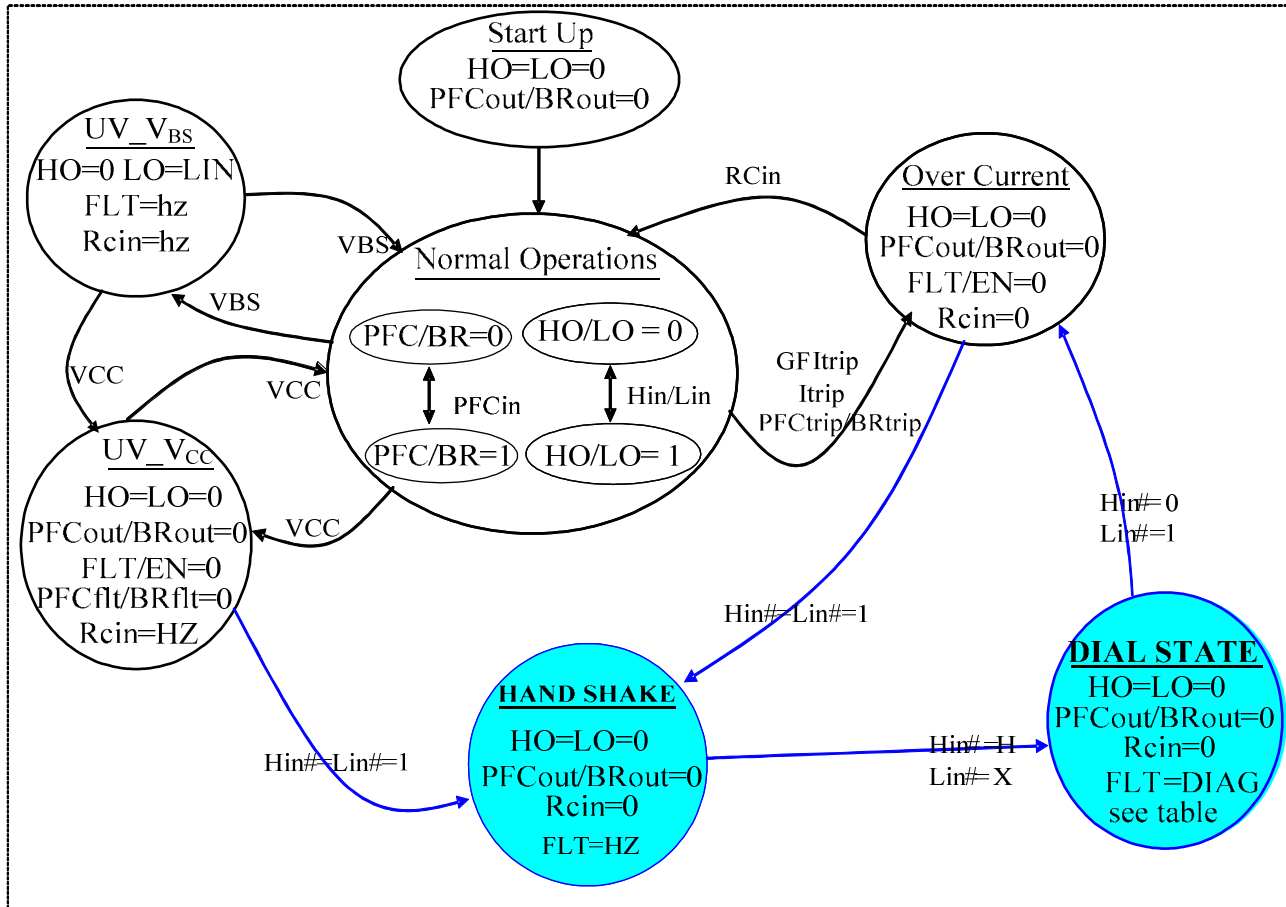 Start Up
HO=LO=0
PFCout/BRout=0
UV_VBS
HO=0 LO=LIN
FLT=hz
Rcin=hz
Over Current
HO=LO=0
PFCout/BRout=0
FLT/EN=0
Rcin=0
RCin
VBS
VBS
Normal Operations
PFC/BR=0
HO/LO = 0
PFCin
Hin/Lin
PFC/BR=1
HO/LO= 1
VCC
VCC
VCC
GFItrip
Itrip
PFCtrip/BRtrip
UV_VCC
HO=LO=0
PFCout/BRout=0
FLT/EN=0
PFCflt/BRflt=0
Rcin=HZ
Hin#=0
Lin#=1
Hin#=Lin#=1
Hin#=Lin#=1
HAND SHAKE
HO=LO=0
PFCout/BRout=0
Rcin=0
FLT=HZ
Hin#=H
Lin#=X
DIAL STATE
HO=LO=0
PFCout/BRout=0
Rcin=0
FLT=DIAG
see table